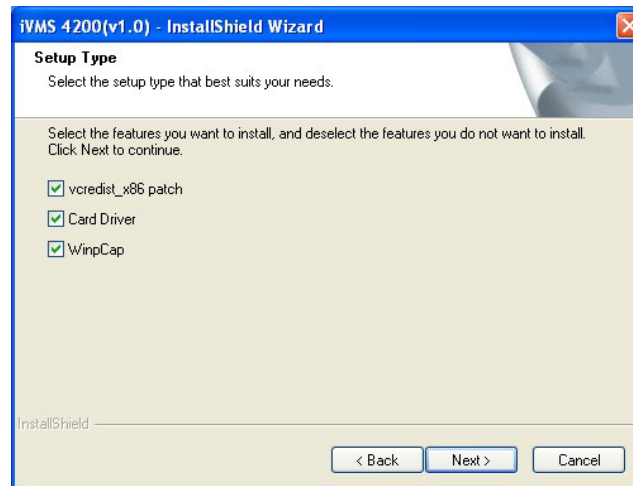 iVMS 4200(v1.0) - InstallShield Wizard
Setup Type
Select the setup type that best suits your needs.
Select the features you want to install, and deselect the features you do not want to install.
Click Next to continue.
vcredist_x86 patch
Card Driver
WinpCap
InstallShield
< Back
Next >
Cancel